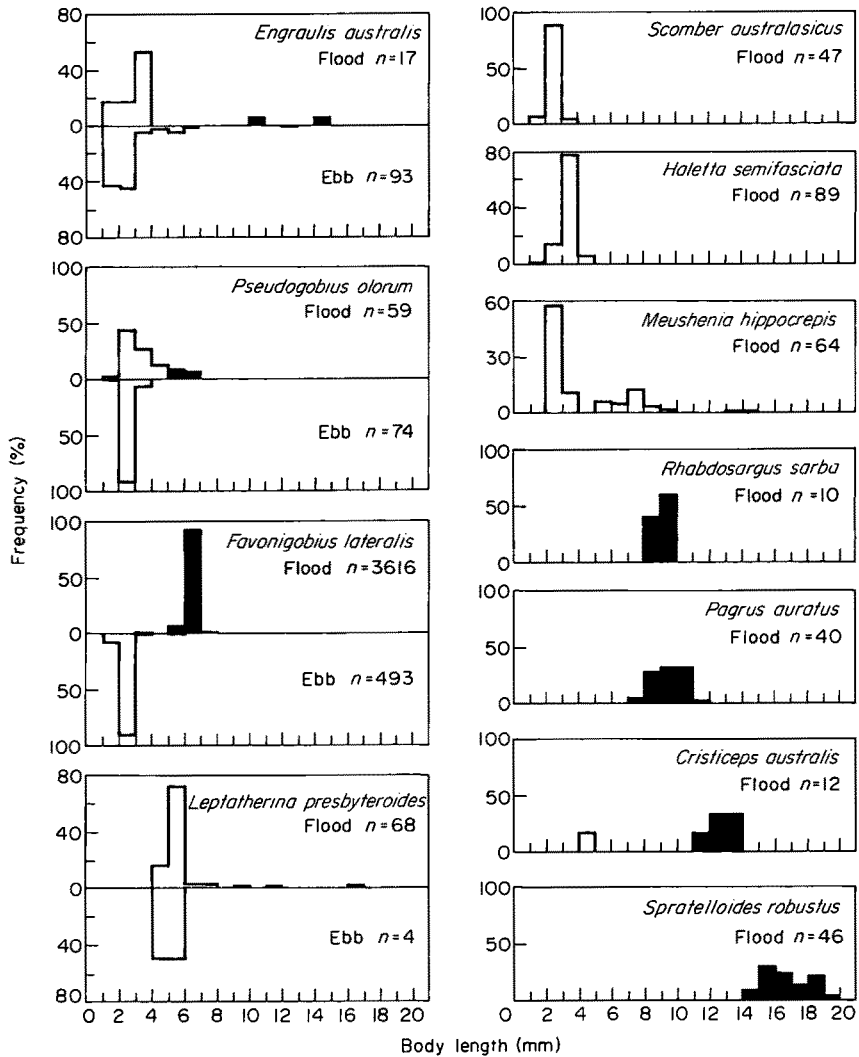 Frequency (%)
80
40
0
40
80
Engraulis australis
Flood n=17
Ebb n=93
100
50
0
50
100
Pseudogobius olorum
Flood n=59
Ebb n=74
100
50
0
50
100
Favonigobius lateralis
Flood n=3616
Ebb n=493
80
40
0
40
80
Leptatherina presbyteroides
Flood n=68
Ebb n=4
0 2 4 6 8 10 12 14 16 18 20
100
50
0
Scomber australasicus
Flood n=47
80
40
0
Haletta semifasciata
Flood n=89
60
30
0
Meushenia hippocrepis
Flood n=64
100
50
0
Rhabdosargus sarba
Flood n=10
100
50
0
Pagrus auratus
Flood n=40
100
50
0
Cristiceps australis
Flood n=12
100
50
Spratelloides robustus
Flood n=46
0 2 4 6 8 10 12 14 16 18 20
Body length (mm)